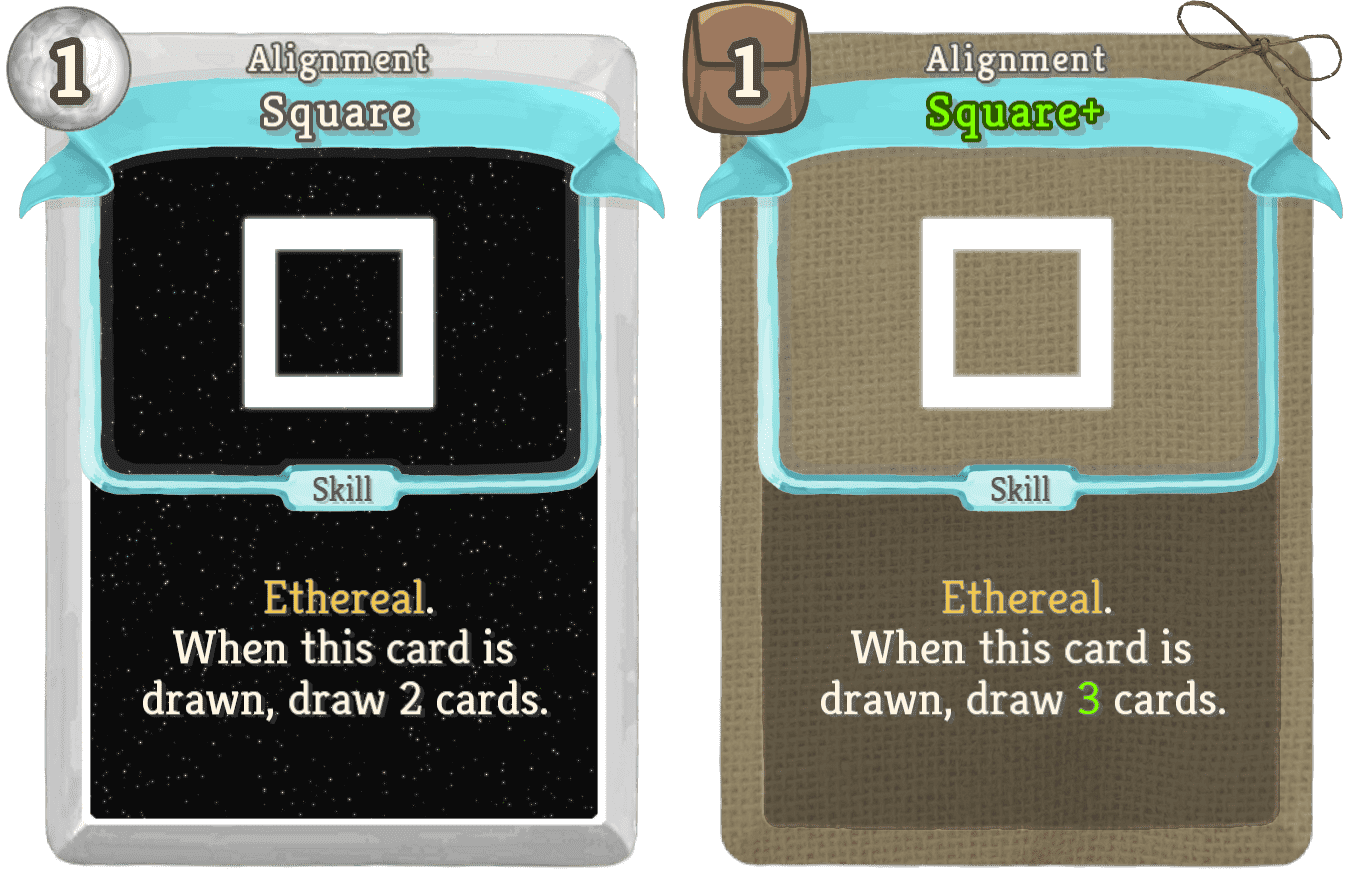 1
Alignment
Square
Skill
Ethereal.
When this card is
drawn, draw 2 cards.
1
Alignment
Square+
Skill
Ethereal.
When this card is
drawn, draw 3 cards.